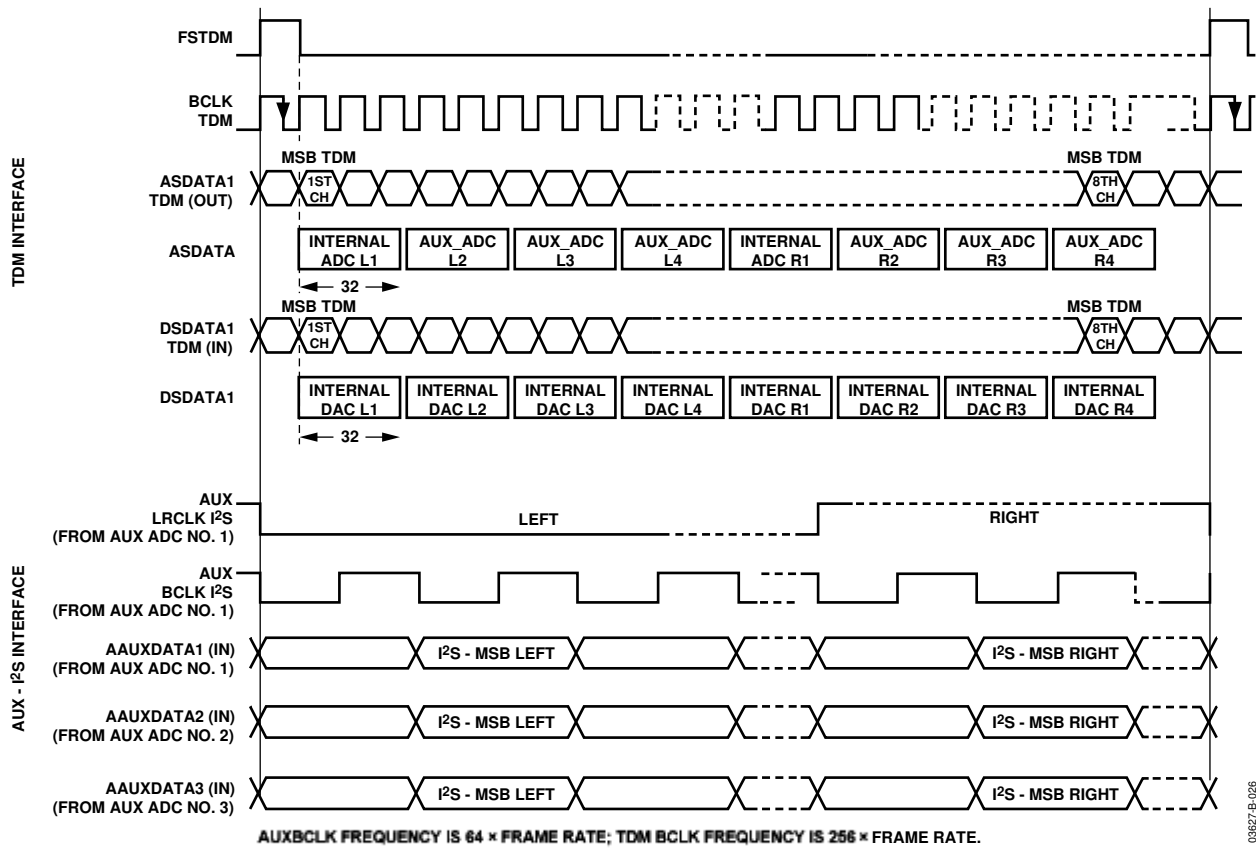 FSTDM
BCLK
TDM
TDM INTERFACE
MSB TDM
MSB TDM
ASDATA1
TDM (OUT)
1ST
CH
8TH
CH
ASDATA
INTERNAL
ADC L1
AUX_ADC
L2
AUX_ADC
L3
AUX_ADC
L4
INTERNAL
ADC R1
AUX_ADC
R2
AUX_ADC
R3
AUX_ADC
R4
32
MSB TDM
MSB TDM
DSDATA1
TDM (IN)
1ST
CH
8TH
CH
DSDATA1
INTERNAL
DAC L1
INTERNAL
DAC L2
INTERNAL
DAC L3
INTERNAL
DAC L4
INTERNAL
DAC R1
INTERNAL
DAC R2
INTERNAL
DAC R3
INTERNAL
DAC R4
32
AUX - I²S INTERFACE
AUX
LRCLK I²S
(FROM AUX ADC NO. 1)
LEFT
RIGHT
AUX
BCLK I²S
(FROM AUX ADC NO. 1)
AAUXDATA1 (IN)
(FROM AUX ADC NO. 1)
I²S - MSB LEFT
I²S - MSB RIGHT
AAUXDATA2 (IN)
(FROM AUX ADC NO. 2)
I²S - MSB LEFT
I²S - MSB RIGHT
AAUXDATA3 (IN)
(FROM AUX ADC NO. 3)
I²S - MSB LEFT
I²S - MSB RIGHT
AUXBCLK FREQUENCY IS 64 × FRAME RATE; TDM BCLK FREQUENCY IS 256 × FRAME RATE.
03627-B-026